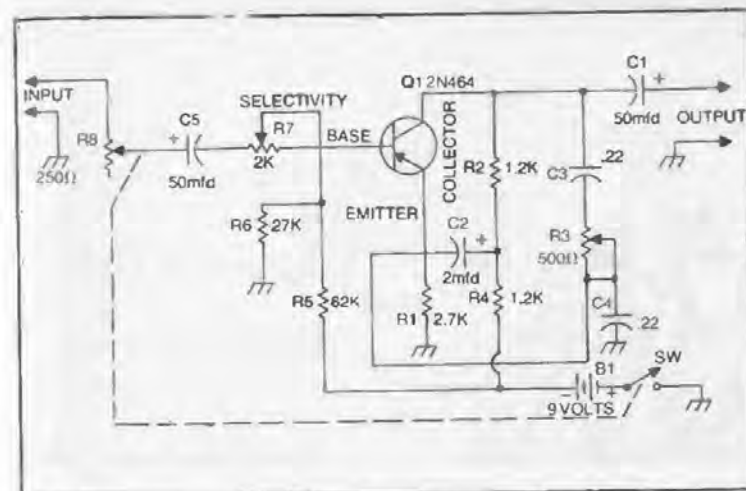 Q1 2N464
C1
+
INPUT
SELECTIVITY
50mfd
OUTPUT
C5
+
R7
BASE
R8
2K
COLLECTOR
R2
1.2K
.22
C3
250Ω
50mfd
EMITTER
C2
+
R6
27K
R3
500Ω
2mfd
R5
62K
R4
1.2K
C4
R1
2.7K
.22
SW
B1
-
+
9 VOLTS